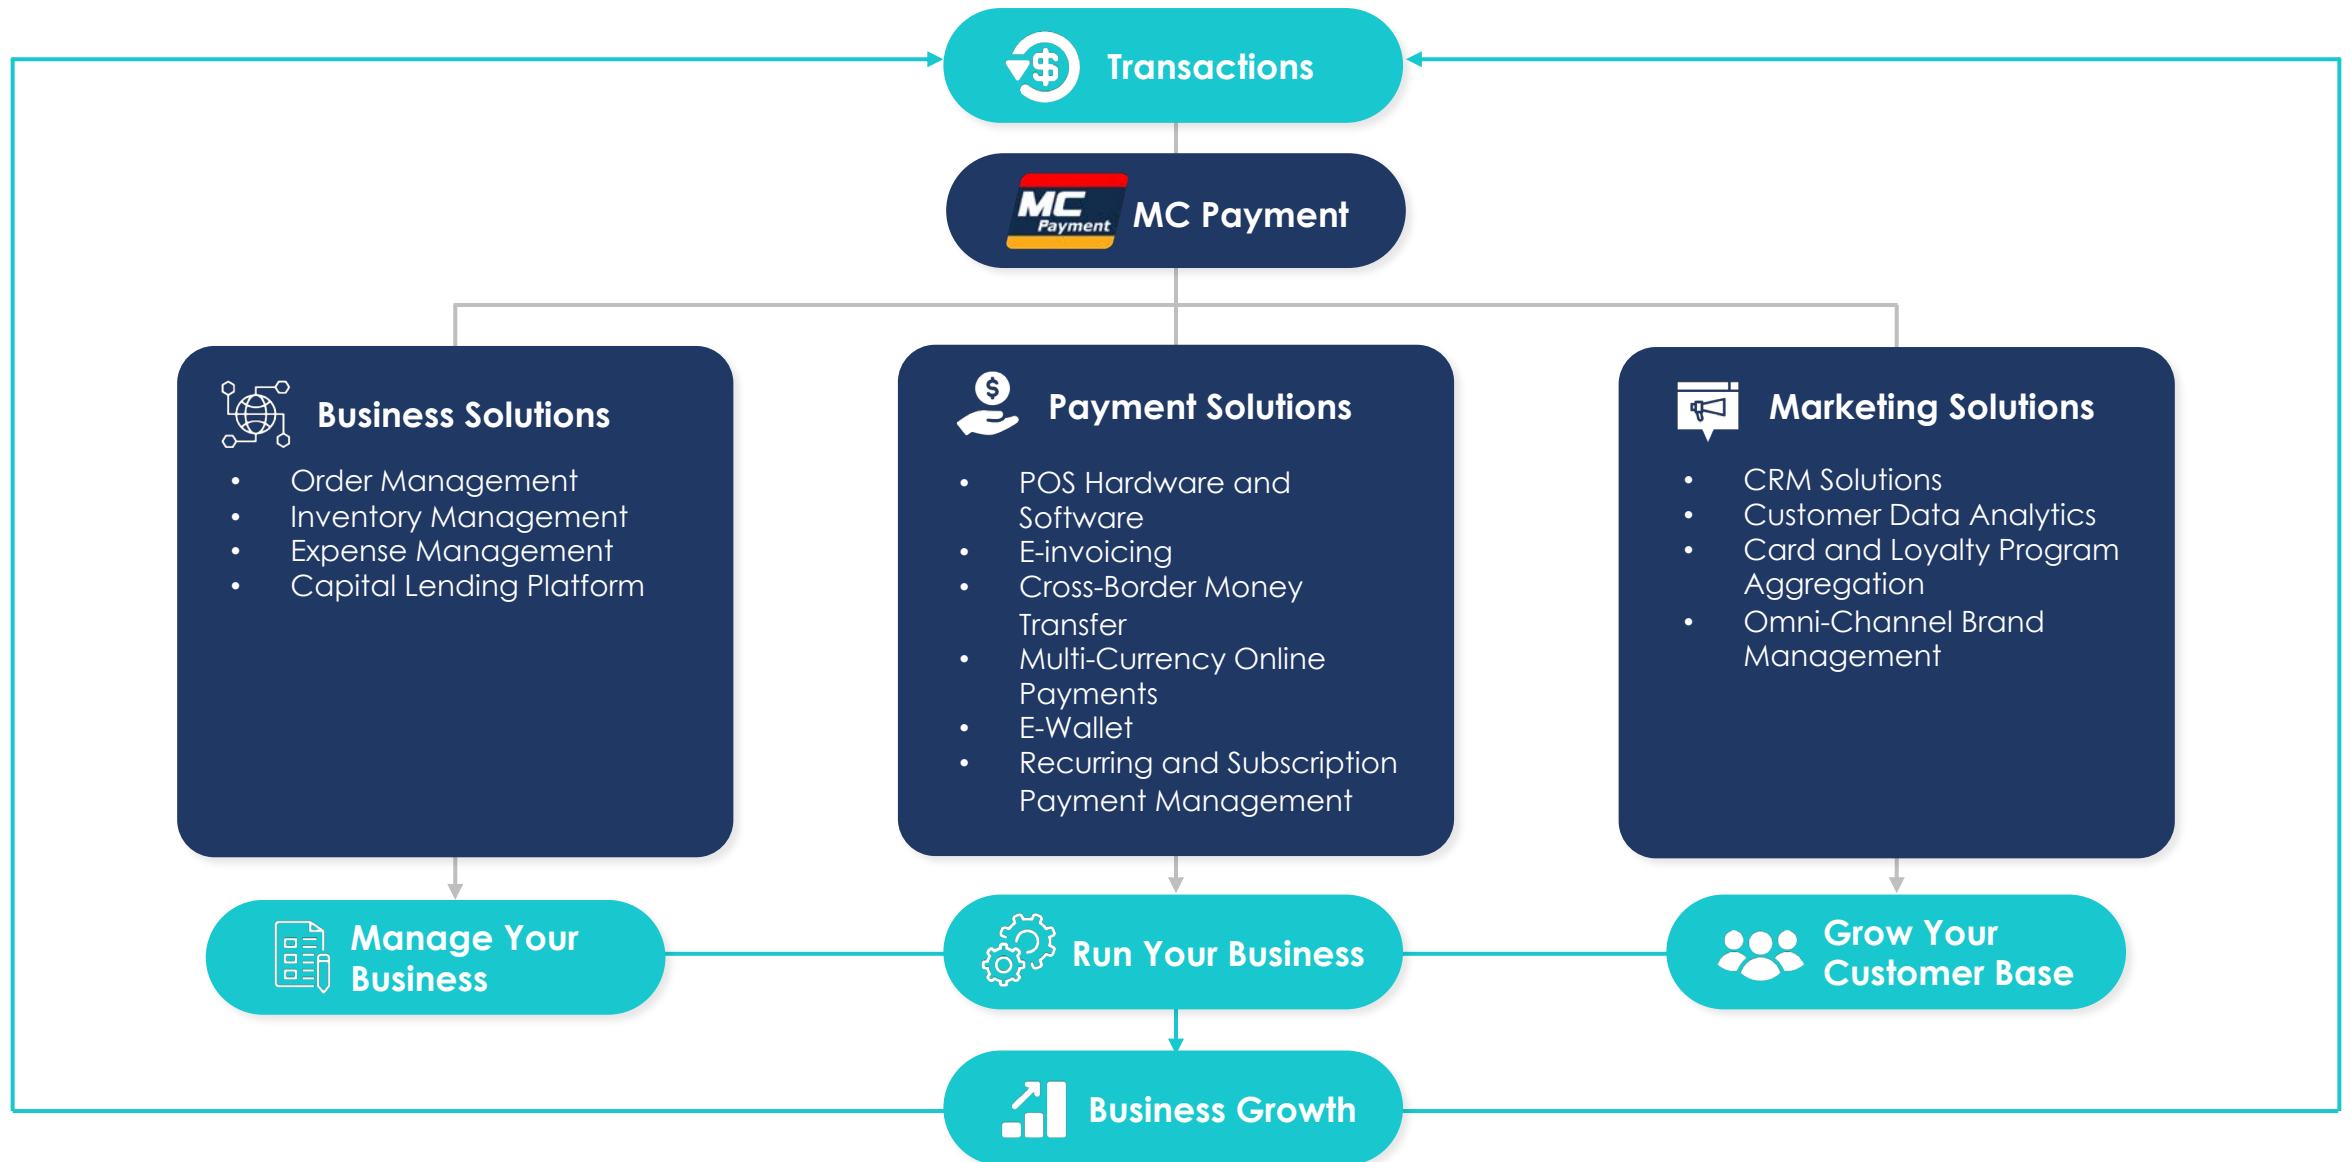 Transactions
MC
Payment
MC Payment
Business Solutions
• Order Management
• Inventory Management
• Expense Management
• Capital Lending Platform
Payment Solutions
• POS Hardware and
Software
• E-invoicing
• Cross-Border Money
Transfer
• Multi-Currency Online
Payments
• E-Wallet
• Recurring and Subscription
Payment Management
Marketing Solutions
• CRM Solutions
• Customer Data Analytics
• Card and Loyalty Program
Aggregation
• Omni-Channel Brand
Management
Manage Your
Business
Run Your Business
Grow Your
Customer Base
Business Growth